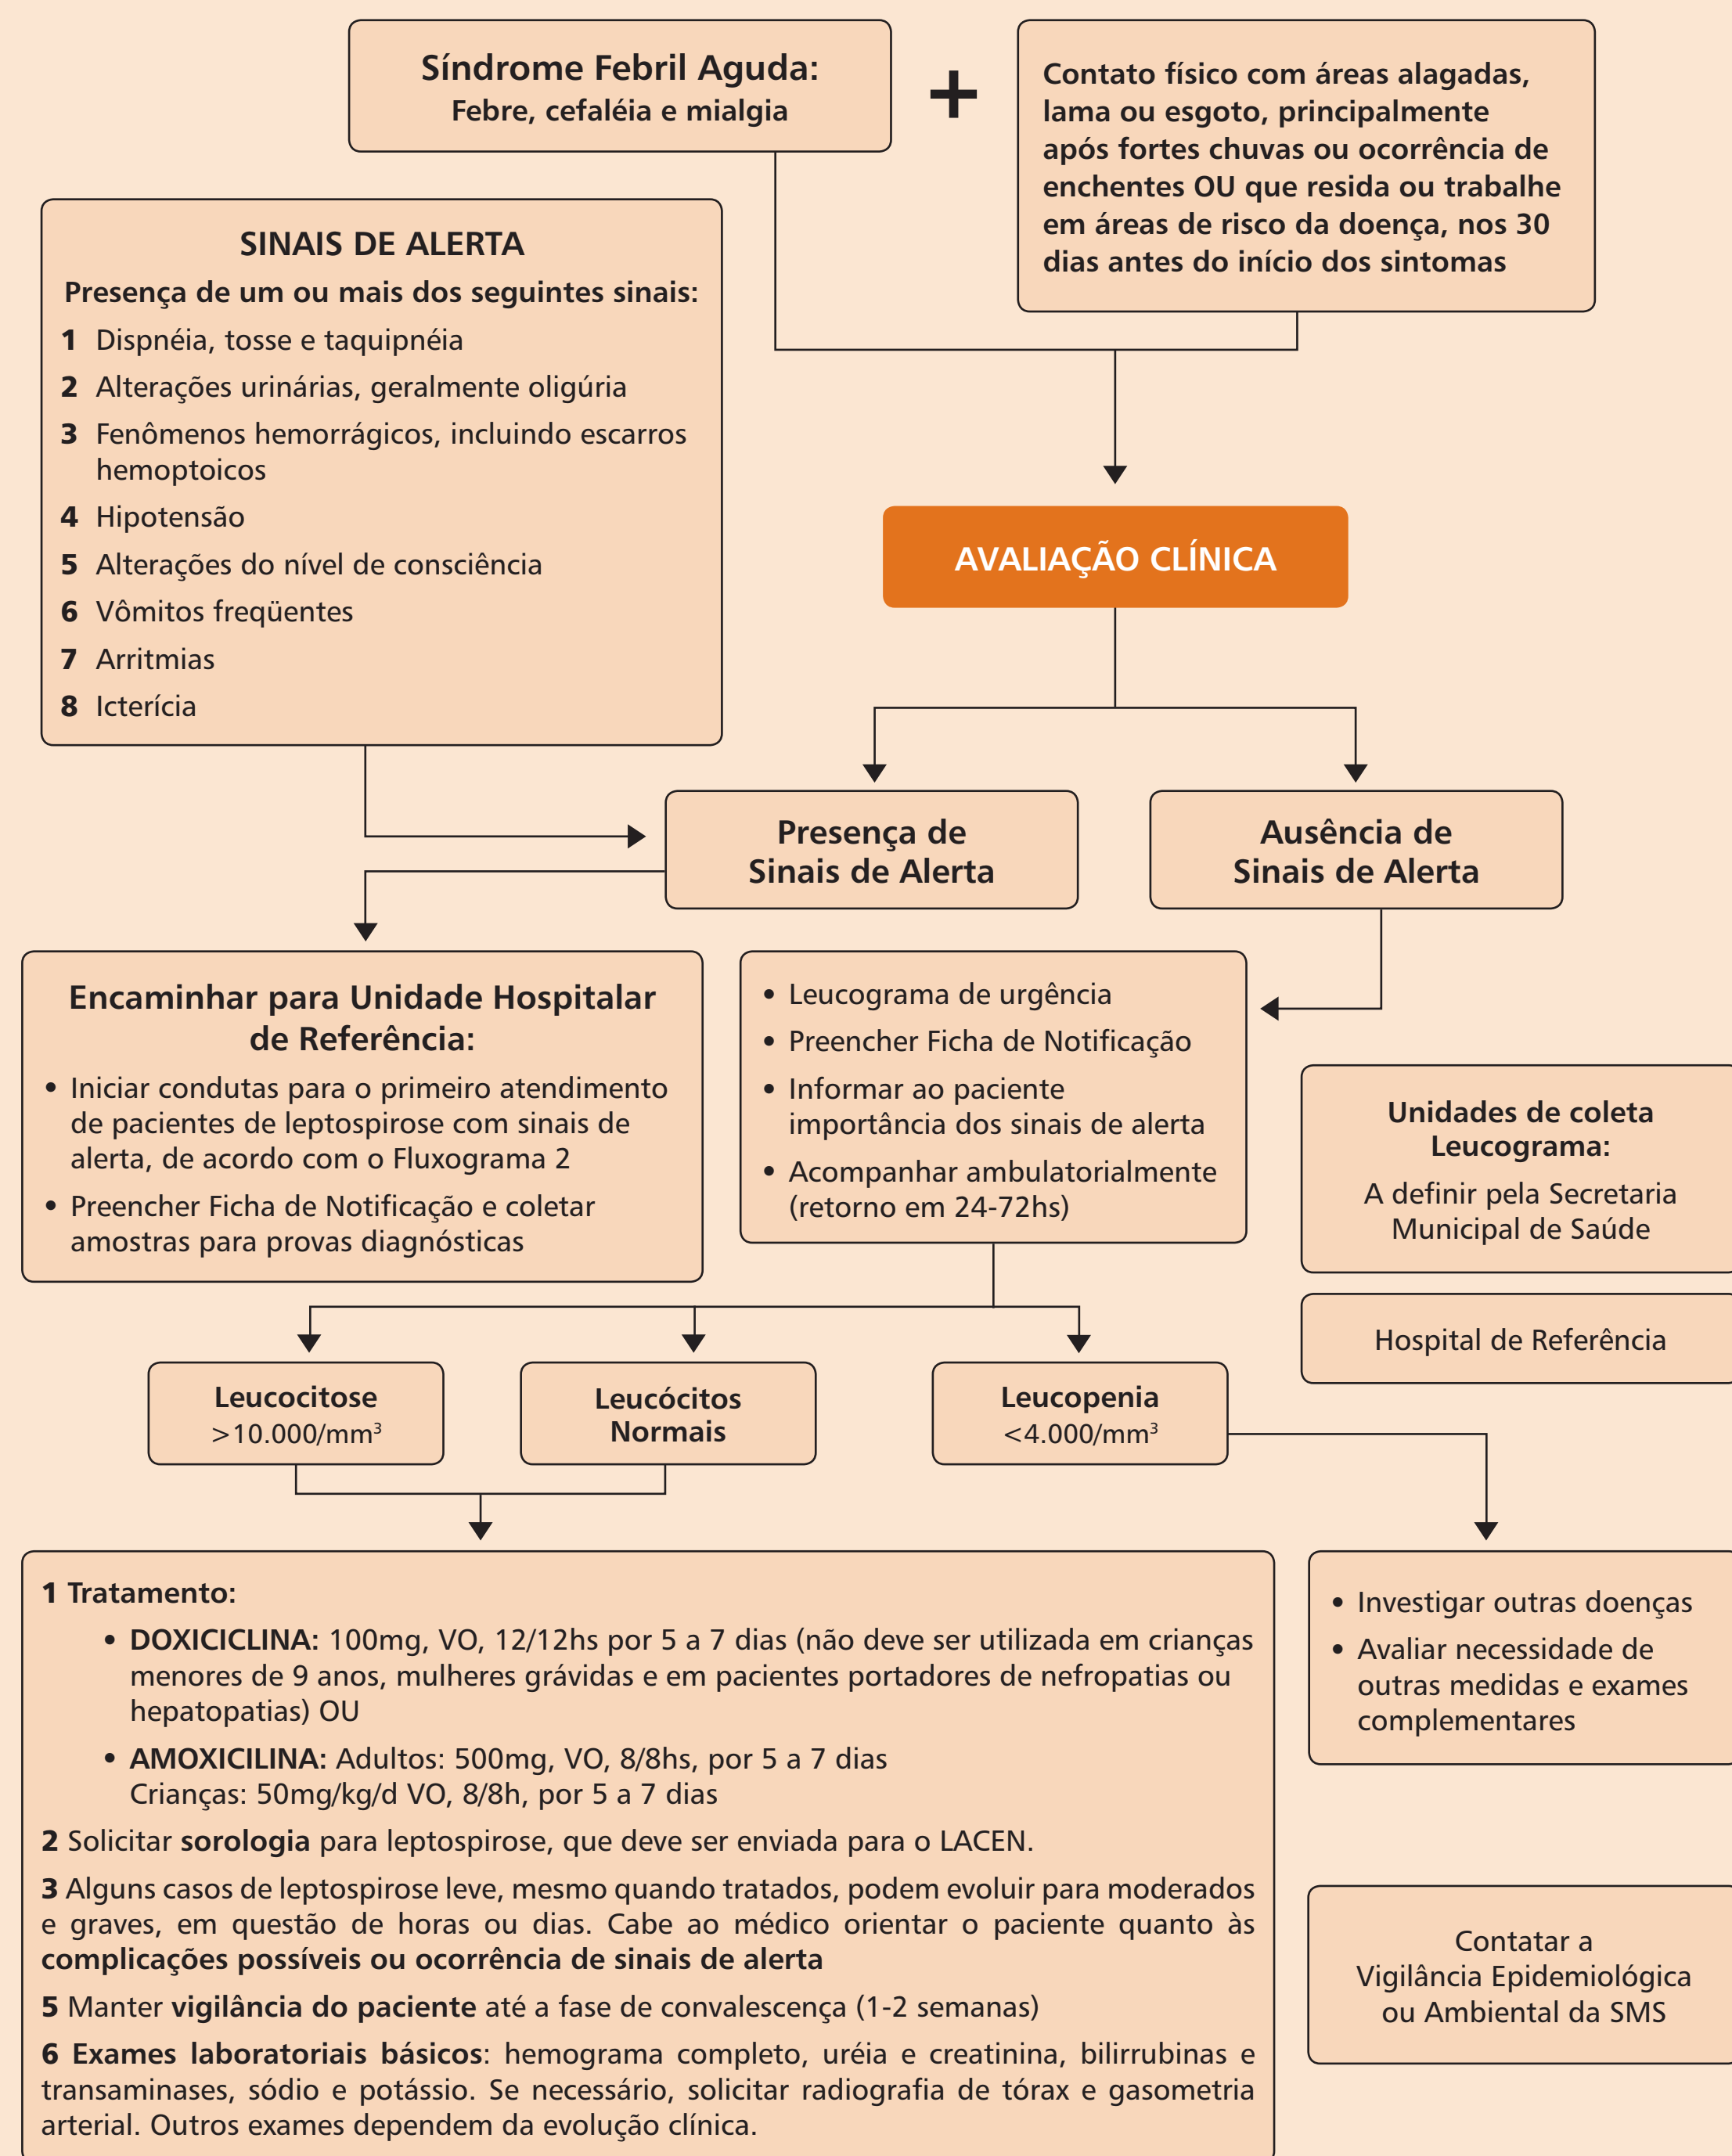 Síndrome Febril Aguda:
Febre, cefaléia e mialgia
+
Contato físico com áreas alagadas,
lama ou esgoto, principalmente
após fortes chuvas ou ocorrência de
enchentes OU que resida ou trabalhe
em áreas de risco da doença, nos 30
dias antes do início dos sintomas
SINAIS DE ALERTA
Presença de um ou mais dos seguintes sinais:
1 Dispnéia, tosse e taquipnéia
2 Alterações urinárias, geralmente oligúria
3 Fenômenos hemorrágicos, incluindo escarros
hemoptoicos
4 Hipotensão
5 Alterações do nível de consciência
6 Vômitos freqüentes
7 Arritmias
8 Icterícia
AVALIAÇÃO CLÍNICA
Presença de
Sinais de Alerta
Ausência de
Sinais de Alerta
Encaminhar para Unidade Hospitalar
de Referência:
• Iniciar condutas para o primeiro atendimento
de pacientes de leptospirose com sinais de
alerta, de acordo com o Fluxograma 2
• Preencher Ficha de Notificação e coletar
amostras para provas diagnósticas
• Leucograma de urgência
• Preencher Ficha de Notificação
• Informar ao paciente
importância dos sinais de alerta
• Acompanhar ambulatorialmente
(retorno em 24-72hs)
Unidades de coleta
Leucograma:
A definir pela Secretaria
Municipal de Saúde
Hospital de Referência
Leucocitose
>10.000/mm³
Leucócitos
Normais
Leucopenia
<4.000/mm³
1 Tratamento:
• DOXICICLINA: 100mg, VO, 12/12hs por 5 a 7 dias (não deve ser utilizada em crianças
menores de 9 anos, mulheres grávidas e em pacientes portadores de nefropatias ou
hepatopatias) OU
• AMOXICILINA: Adultos: 500mg, VO, 8/8hs, por 5 a 7 dias
Crianças: 50mg/kg/d VO, 8/8h, por 5 a 7 dias
2 Solicitar sorologia para leptospirose, que deve ser enviada para o LACEN.
3 Alguns casos de leptospirose leve, mesmo quando tratados, podem evoluir para moderados
e graves, em questão de horas ou dias. Cabe ao médico orientar o paciente quanto às
complicações possíveis ou ocorrência de sinais de alerta
5 Manter vigilância do paciente até a fase de convalescença (1-2 semanas)
6 Exames laboratoriais básicos: hemograma completo, uréia e creatinina, bilirrubinas e
transaminases, sódio e potássio. Se necessário, solicitar radiografia de tórax e gasometria
arterial. Outros exames dependem da evolução clínica.
• Investigar outras doenças
• Avaliar necessidade de
outras medidas e exames
complementares
Contatar a
Vigilância Epidemiológica
ou Ambiental da SMS